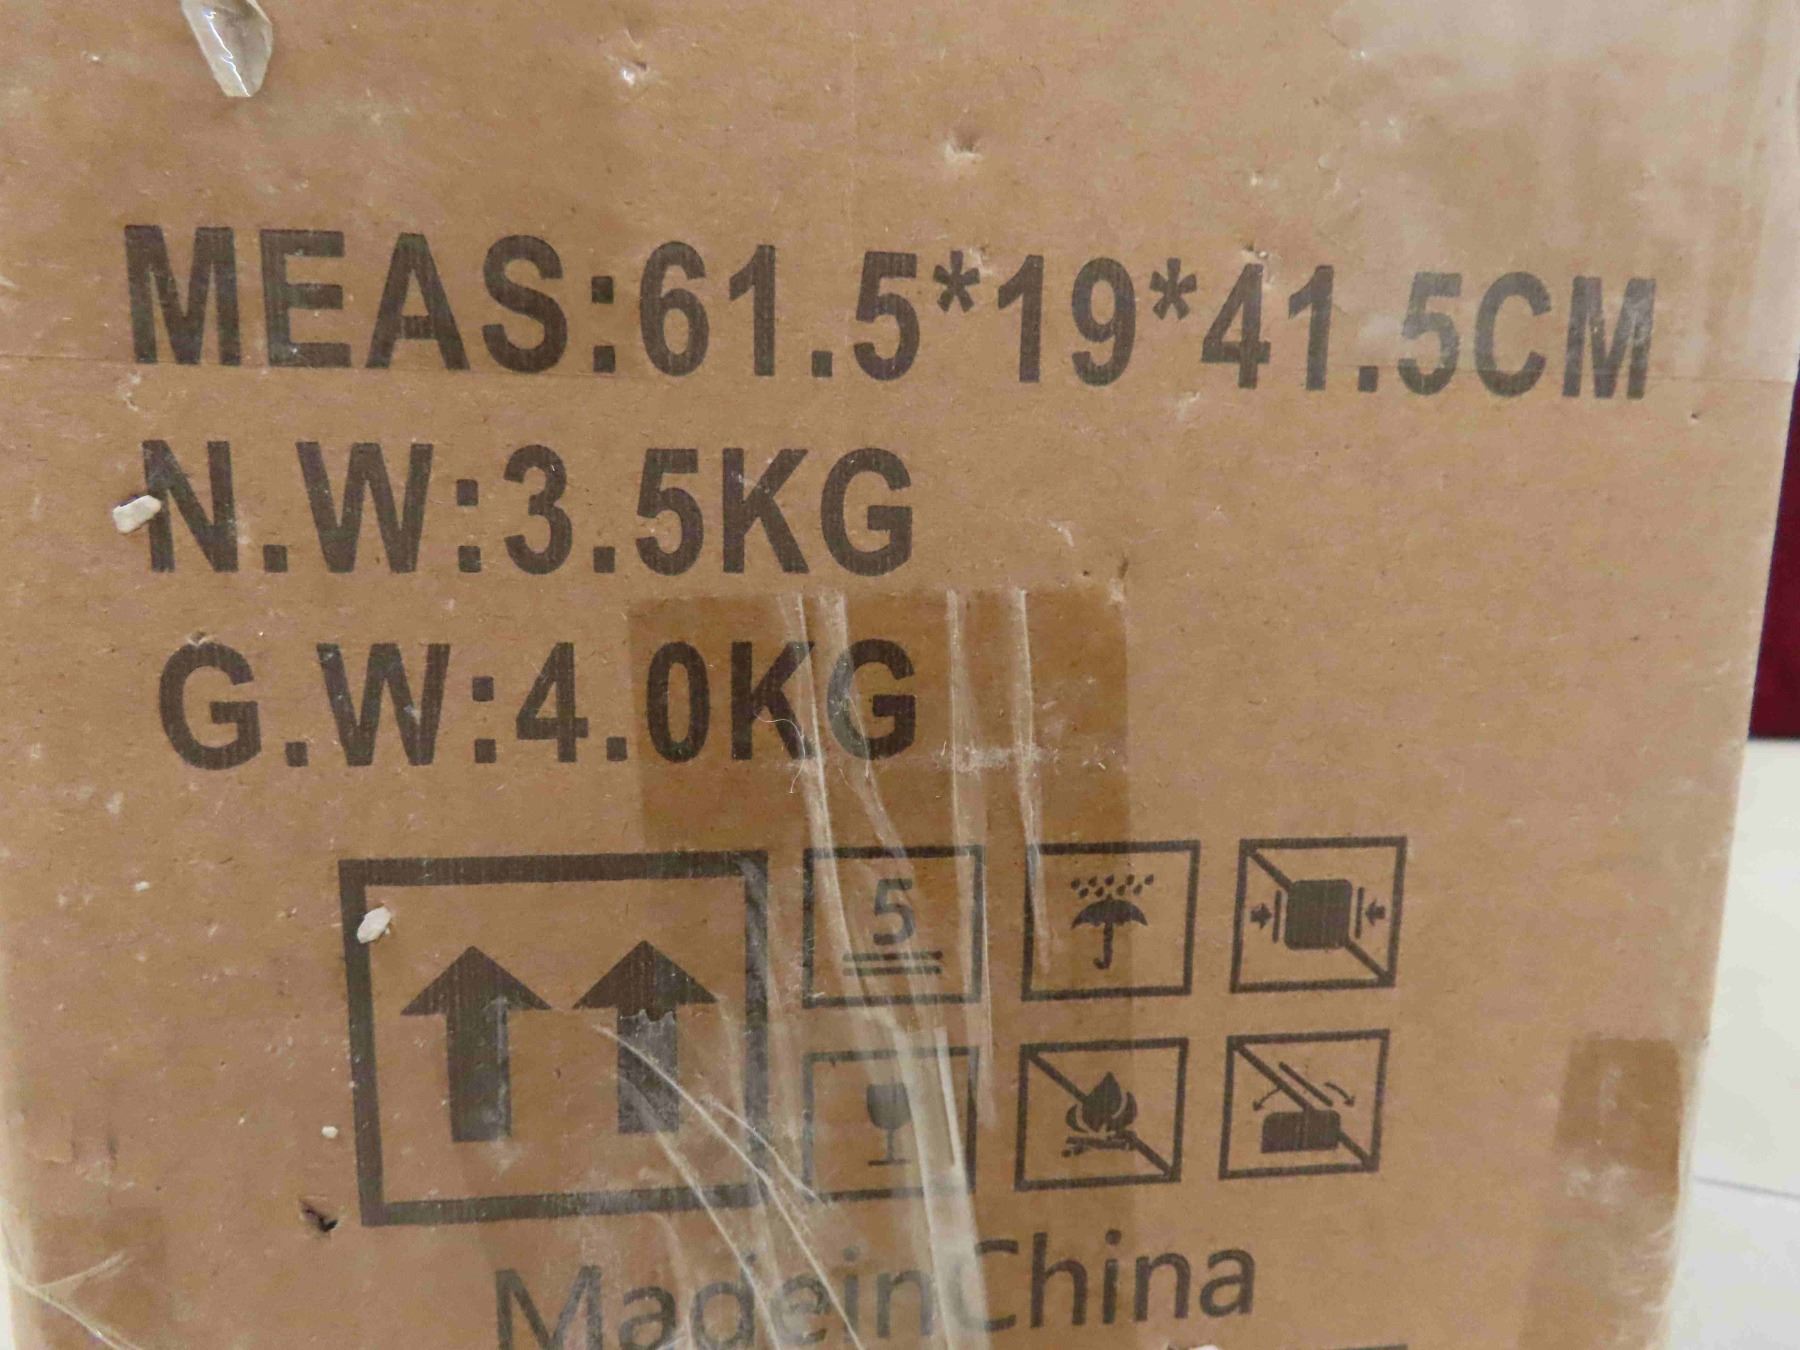 MEAS:61.5*19*41.5CM
N.W:3.5KG
G.W:4.0KG
5
MadeinChina